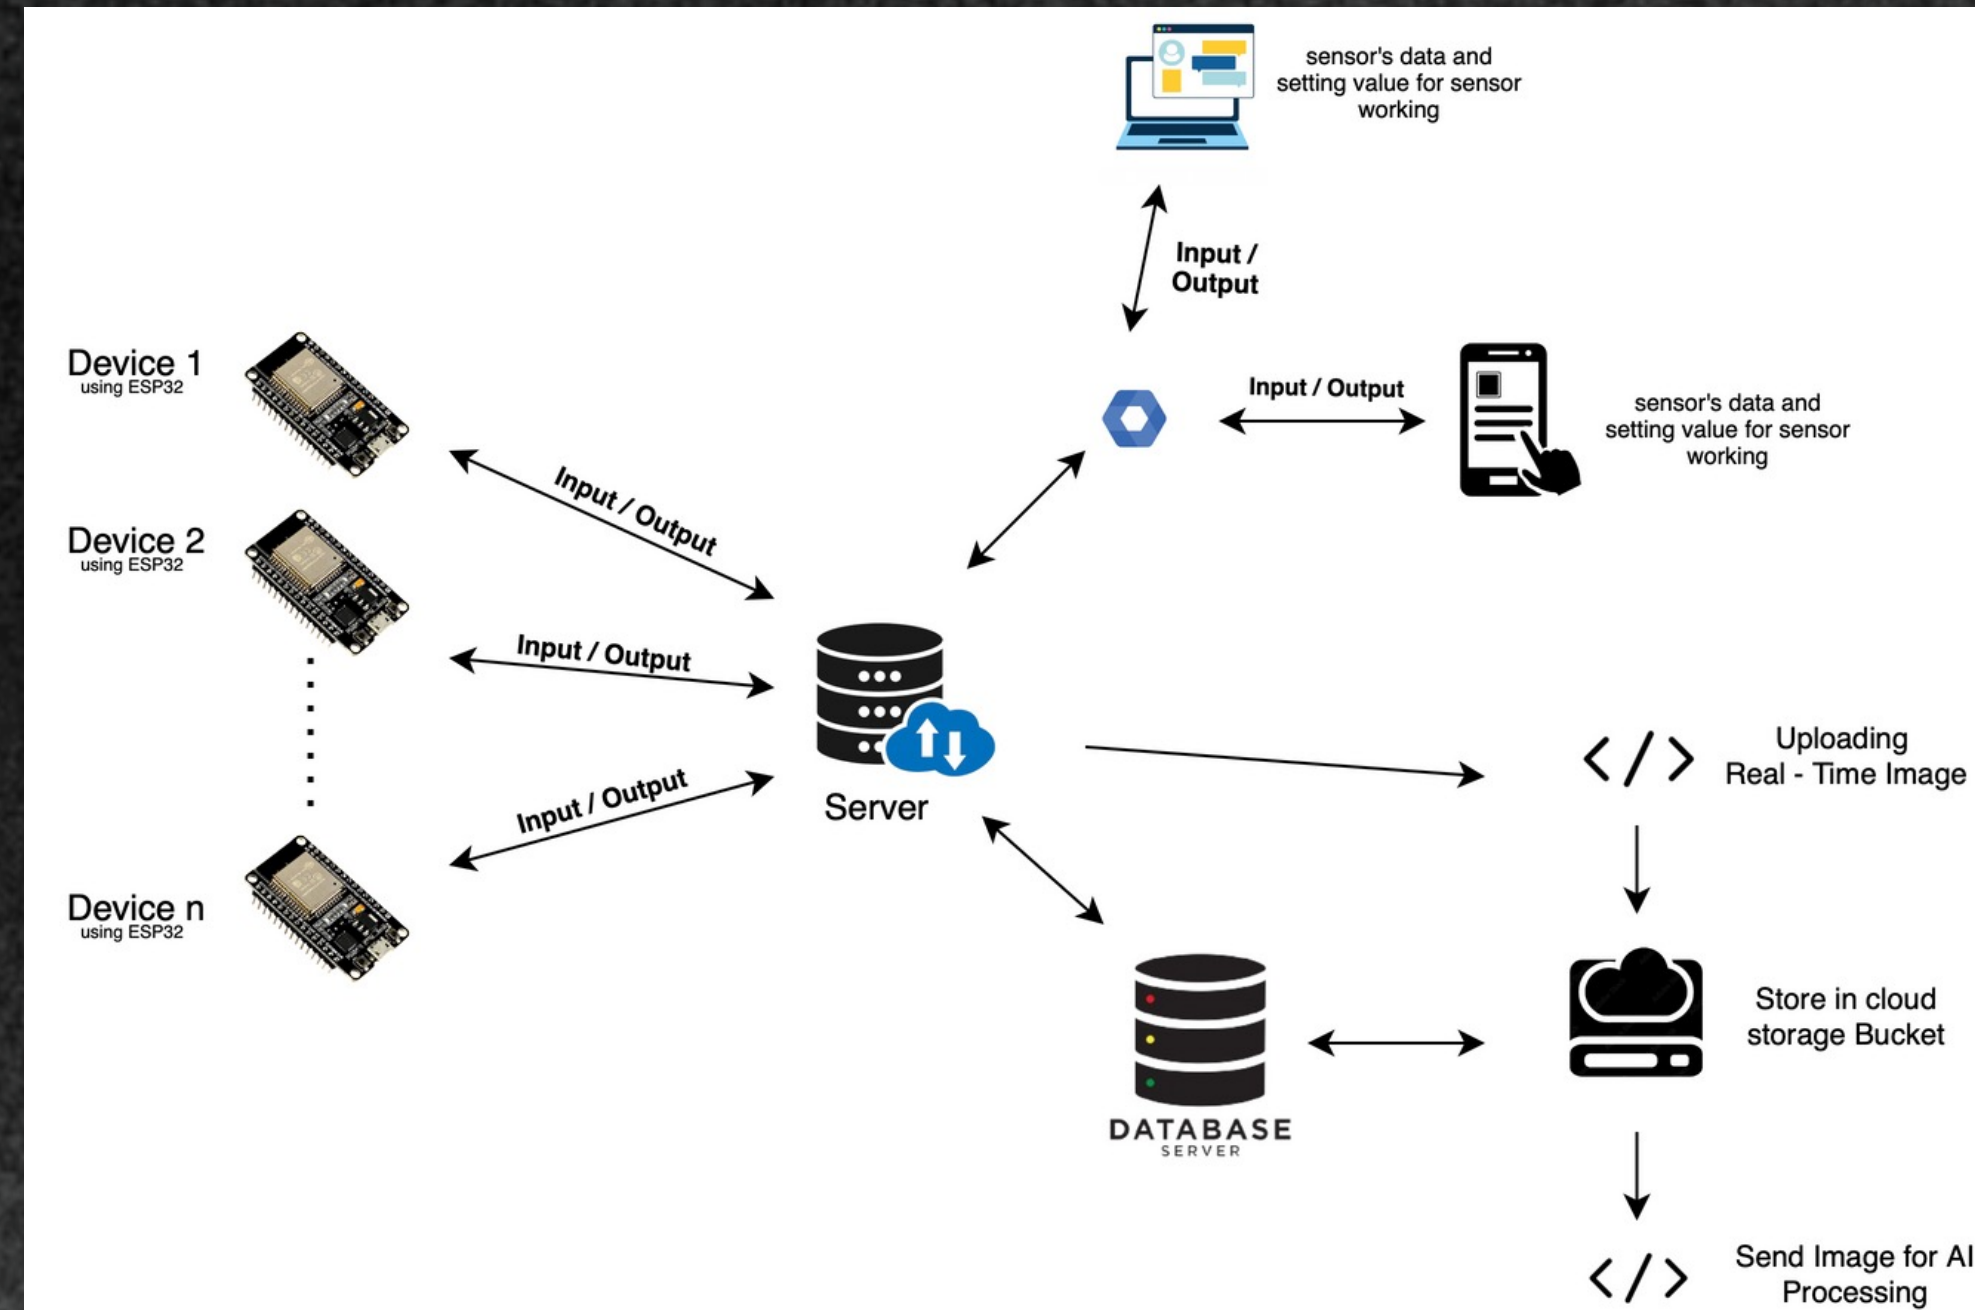 sensor's data and
setting value for sensor
working
Input /
Output
Device 1
using ESP32
Input / Output
Input / Output
sensor's data and
setting value for sensor
working
Device 2
using ESP32
Input / Output
Uploading
Real - Time Image
Input / Output
Server
Device n
using ESP32
Store in cloud
storage Bucket
DATABASE
SERVER
Send Image for AI
Processing